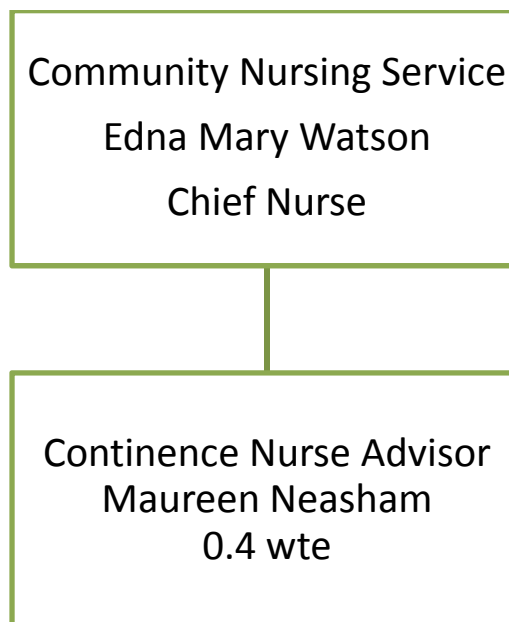 Community Nursing Service
Edna Mary Watson
Chief Nurse
Continence Nurse Advisor
Maureen Neasham
0.4 wte